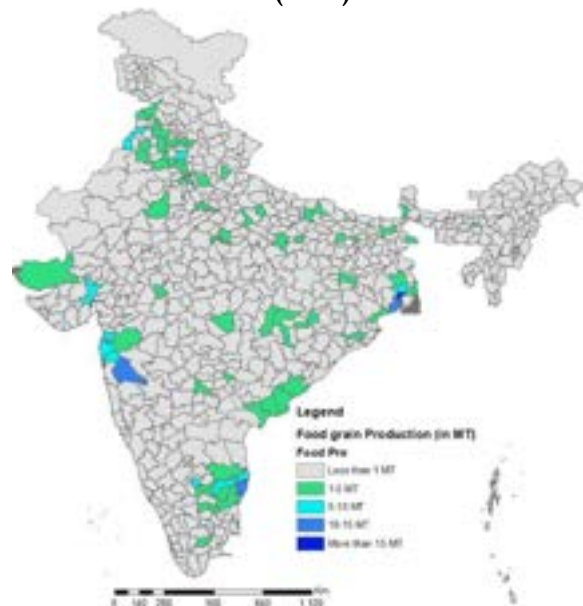 Legend
Food grain Production (in MT)
Food Pro
Less than 1 MT
1-5 MT
5-10 MT
10-15 MT
More than 15 MT